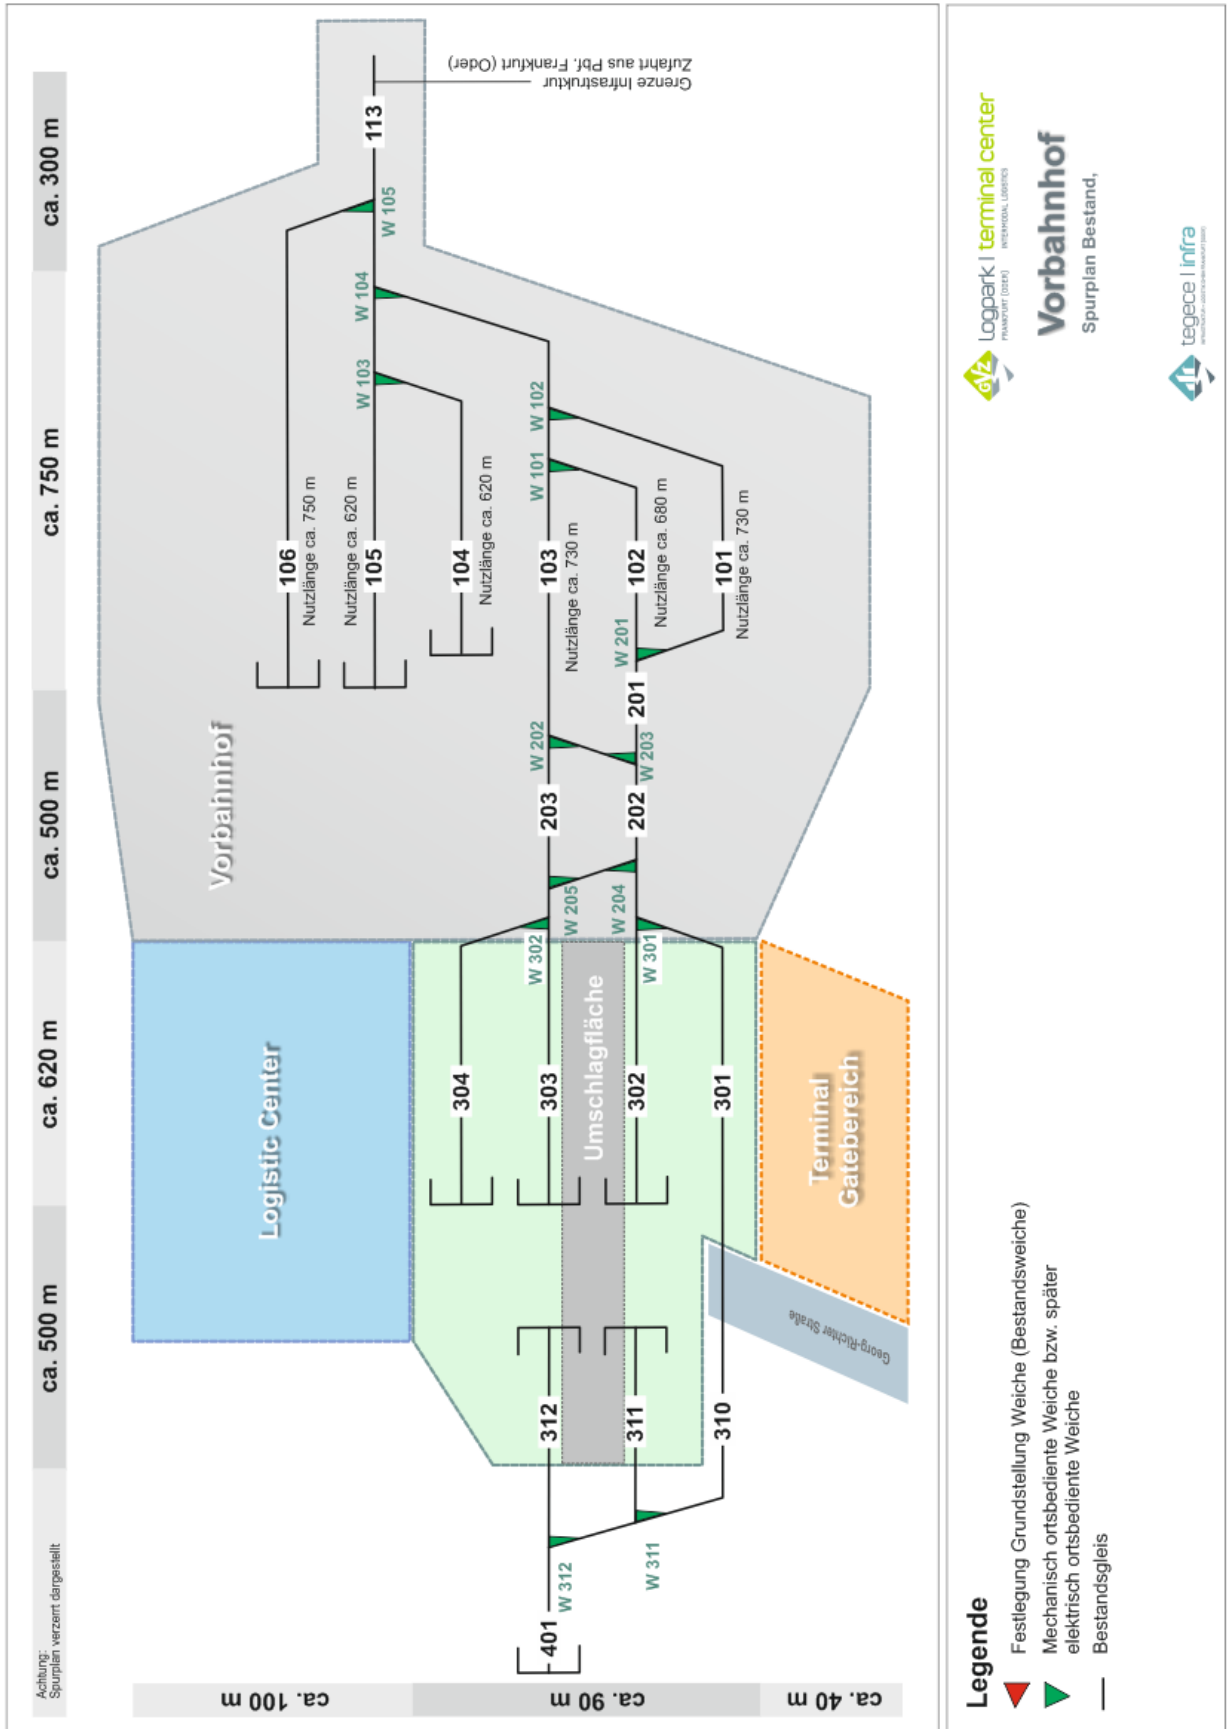 Achtung:
Spurplan verzerrt dargestellt
ca. 500 m
ca. 620 m
ca. 500 m
ca. 750 m
ca. 300 m
ca. 100 m
ca. 90 m
ca. 40 m
Logistic Center
Vorbahnhof
Umschlagfläche
Terminal
Gatebereich
Georg-Richter Straße
Grenze Infrastruktur
Zufahrt aus Pbf. Frankfurt (Oder)
113
W 105
W 104
W 103
W 102
W 101
106
Nutzlänge ca. 750 m
Nutzlänge ca. 620 m
105
104
Nutzlänge ca. 620 m
103
Nutzlänge ca. 730 m
102
Nutzlänge ca. 680 m
101
Nutzlänge ca. 730 m
W 201
201
W 202
W 203
203
202
W 205
W 204
W 302
W 301
304
303
302
301
312
311
310
W 312
W 311
401
Legende
Festlegung Grundstellung Weiche (Bestandsweiche)
Mechanisch ortsbediente Weiche bzw. später
elektrisch ortsbediente Weiche
Bestandsgleis
GVZ
Logpark | terminal center
FRANKFURT [ODER]
INTERMODAL LOGISTICS
Vorbahnhof
Spurplan Bestand,
tegece | infra